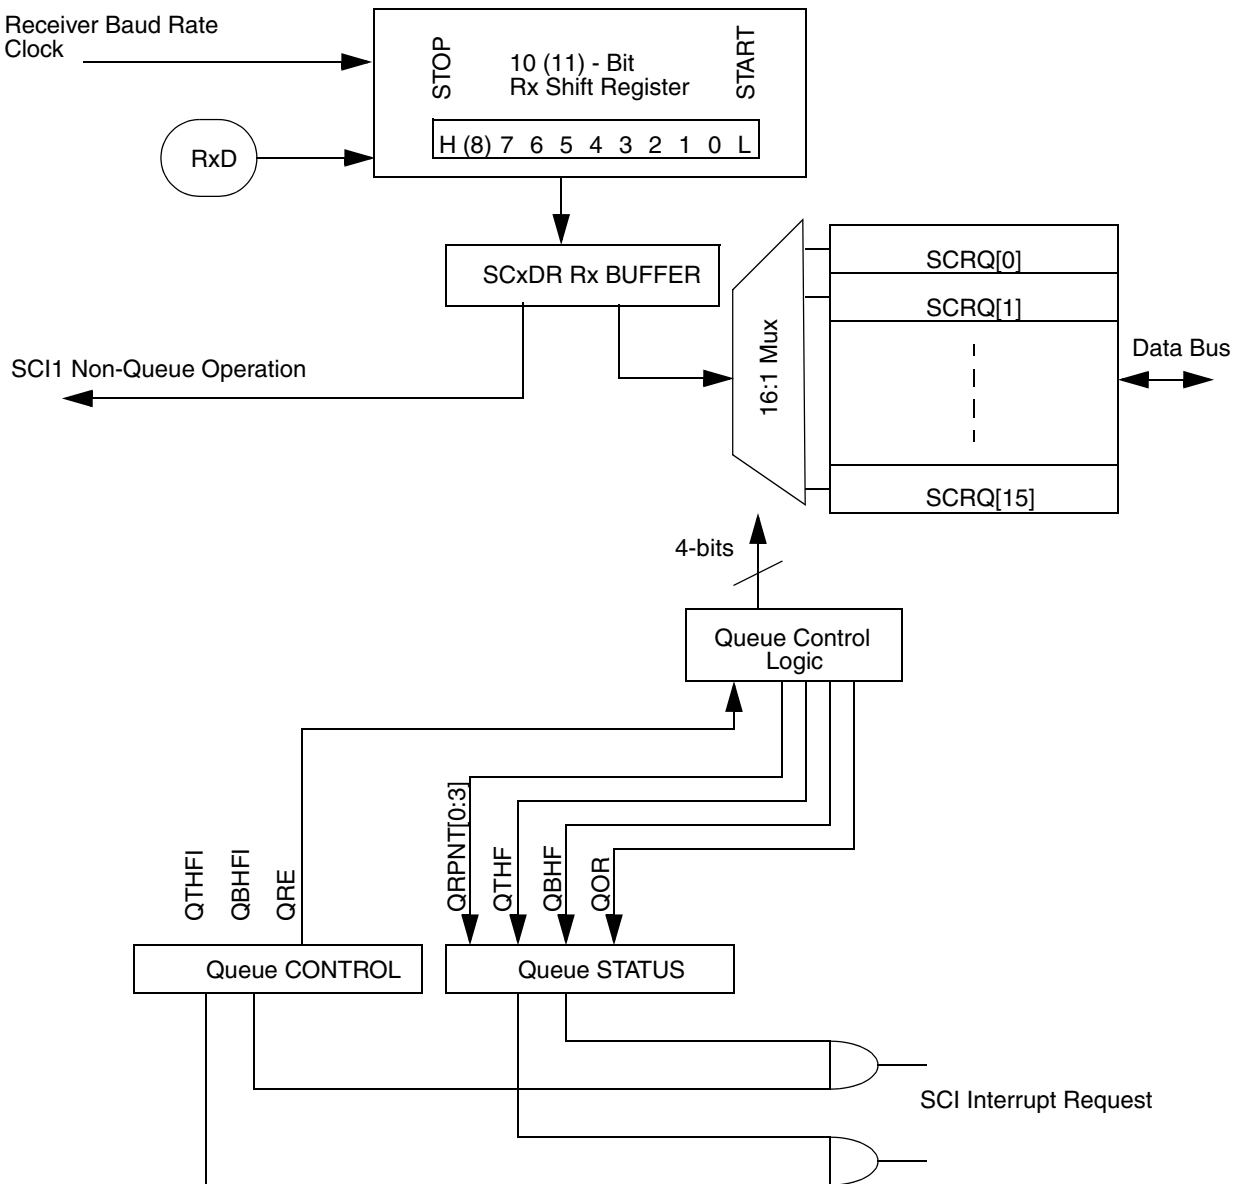 Receiver Baud Rate
Clock
STOP
10 (11) - Bit
Rx Shift Register
START
H (8) 7 6 5 4 3 2 1 0 L
RxD
SCxDR Rx BUFFER
16:1 Mux
SCRQ[0]
SCRQ[1]
SCRQ[15]
Data Bus
SCI1 Non-Queue Operation
4-bits
Queue Control
Logic
QTHFI
QBHFI
QRE
QRPNT[0:3]
QTHF
QBHF
QOR
Queue CONTROL
Queue STATUS
SCI Interrupt Request